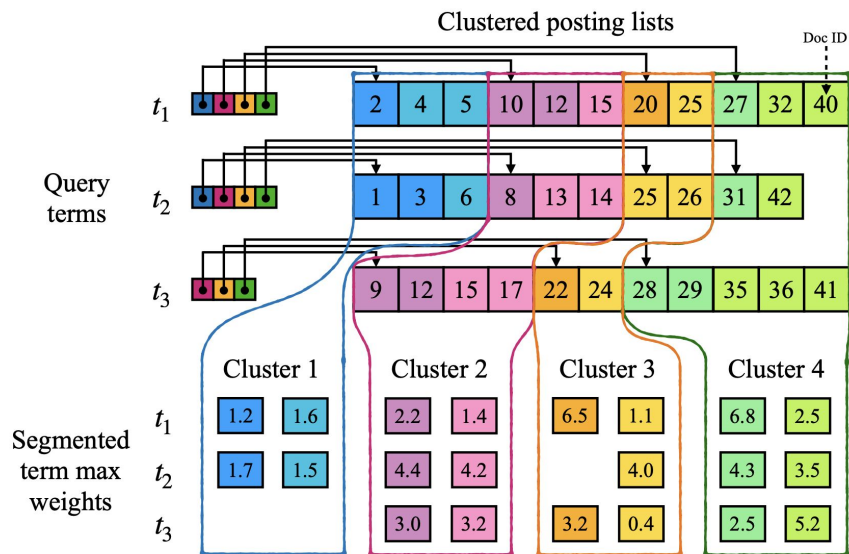 Clustered posting lists
Doc ID
t1 2 4 5 10 12 15 20 25 27 32 40
Query
terms
t2 1 3 6 8 13 14 25 26 31 42
t3 9 12 15 17 22 24 28 29 35 36 41
Cluster 1 Cluster 2 Cluster 3 Cluster 4
Segmented
term max
weights
t1 1.2 1.6 2.2 1.4 6.5 1.1 6.8 2.5
t2 1.7 1.5 4.4 4.2 4.0 4.3 3.5
t3 3.0 3.2 3.2 0.4 2.5 5.2